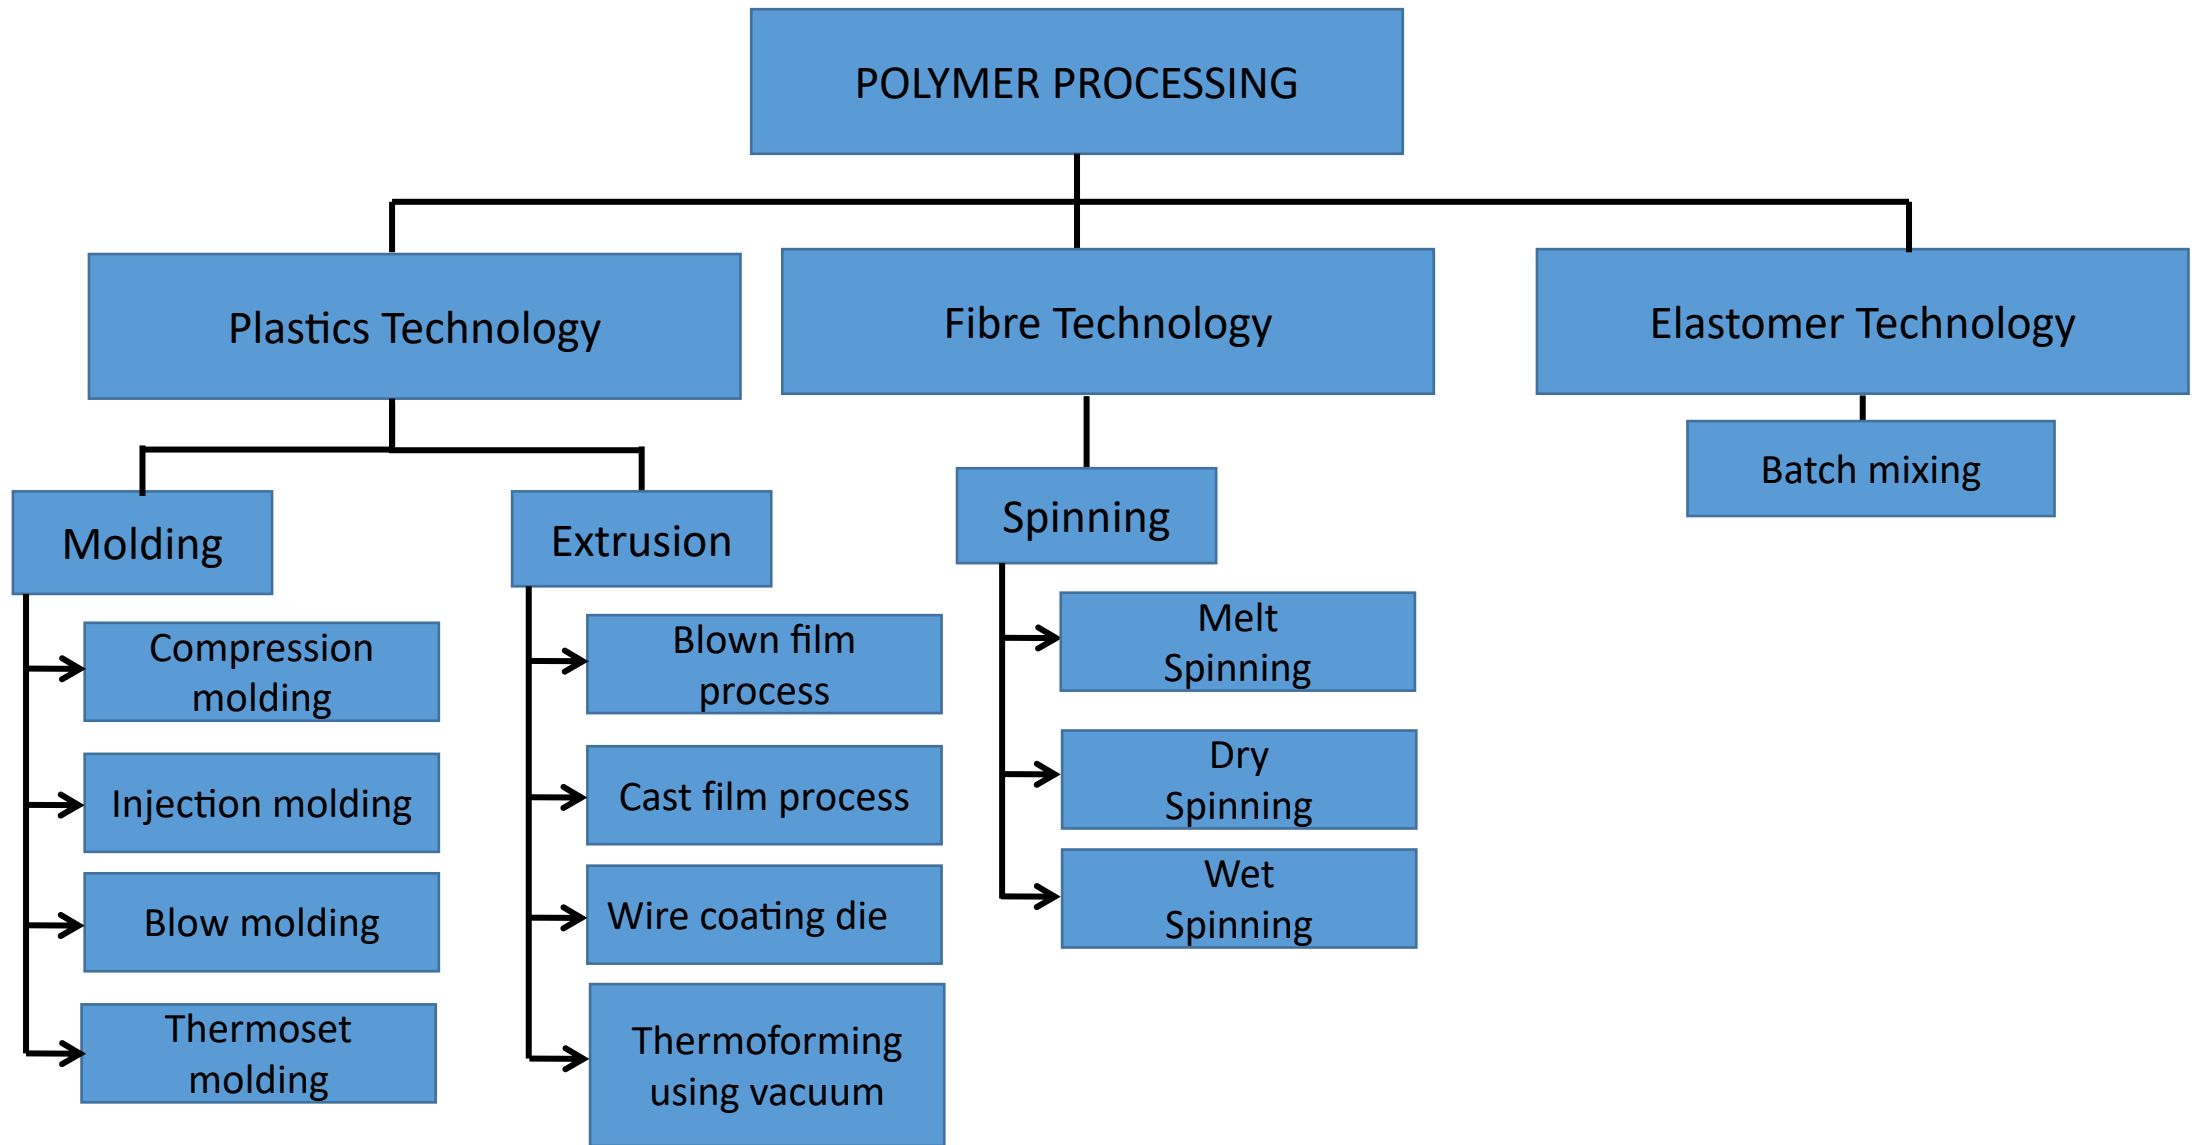 POLYMER PROCESSING
Plastics Technology
Fibre Technology
Elastomer Technology
Molding
Extrusion
Spinning
Batch mixing
Compression
molding
Injection molding
Blow molding
Thermoset
molding
Blown film
process
Cast film process
Wire coating die
Thermoforming
using vacuum
Melt
Spinning
Dry
Spinning
Wet
Spinning